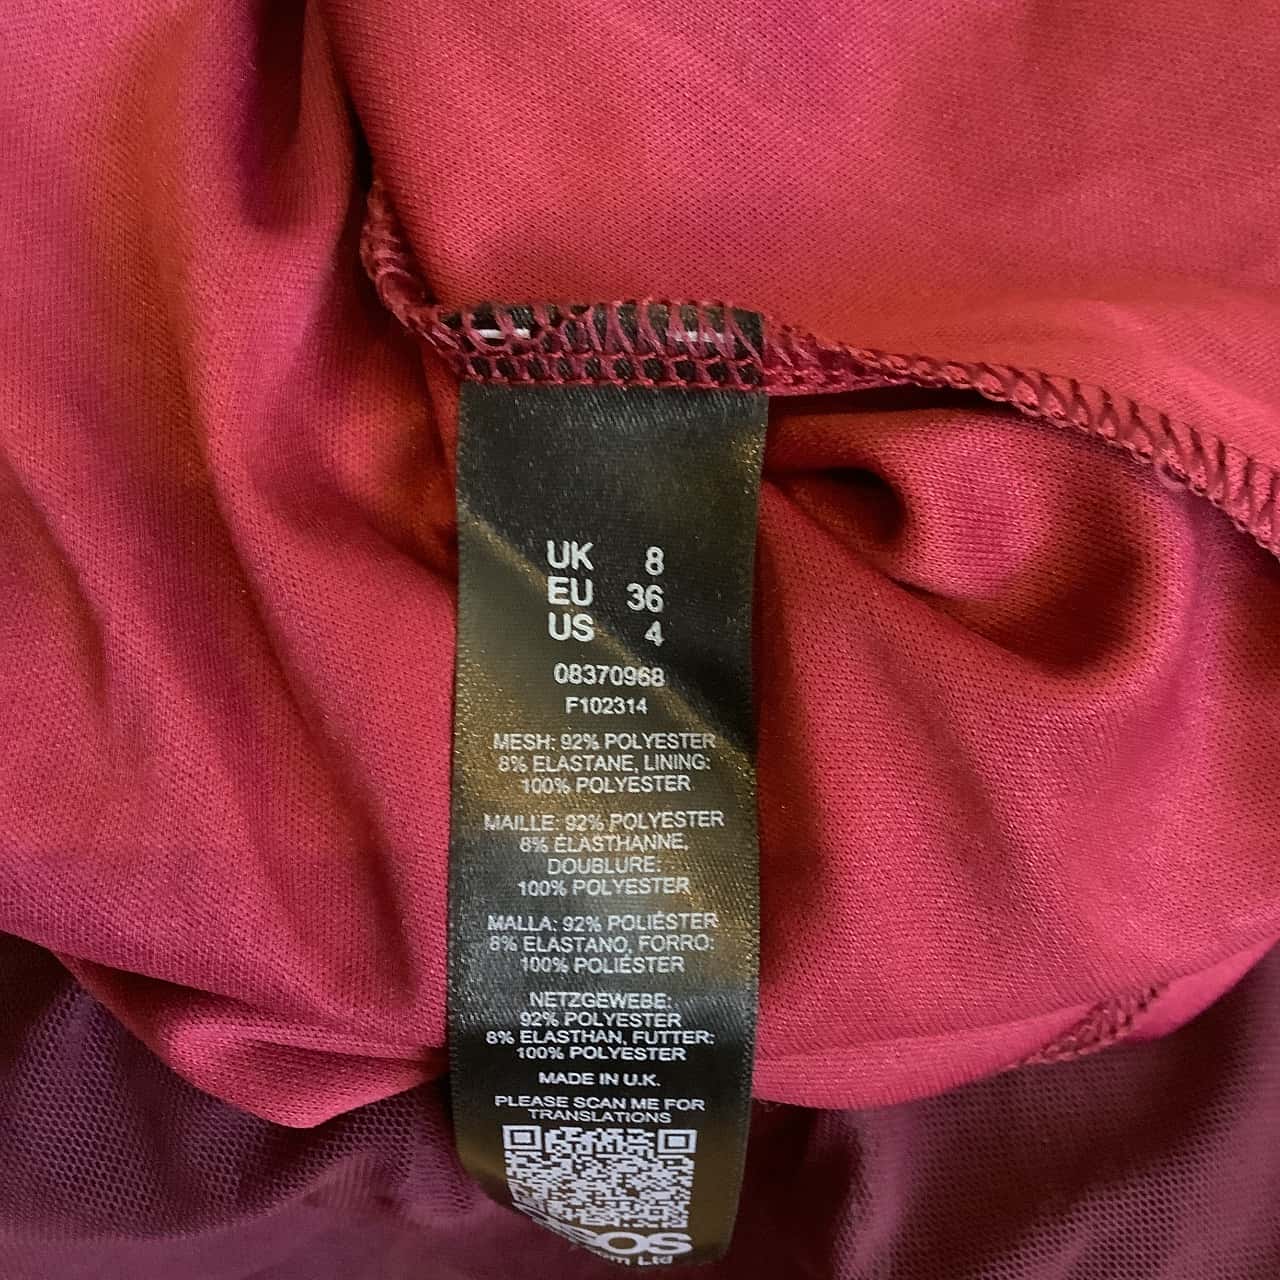 UK 8
EU 36
US 4
08370968
F102314
MESH: 92% POLYESTER
8% ELASTANE, LINING:
100% POLYESTER
MAILLE: 92% POLYESTER
8% ÉLASTHANNE,
DOUBLURE:
100% POLYESTER
MALLA: 92% POLIÉSTER
8% ELASTANO, FORRO:
100% POLIÉSTER
NETZGEWEBE:
92% POLYESTER
8% ELASTHAN, FUTTER:
100% POLYESTER
MADE IN U.K.
PLEASE SCAN ME FOR
TRANSLATIONS
Ltd